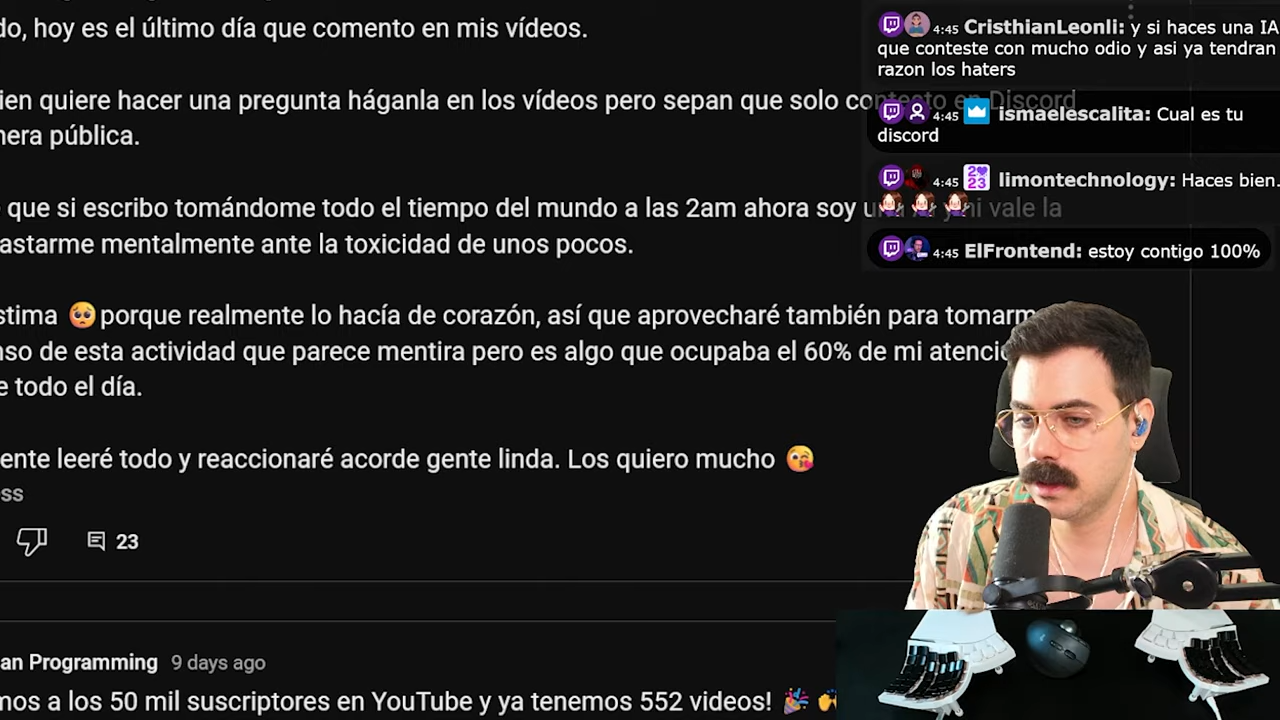 do, hoy es el último día que comento en mis vídeos.
ien quiere hacer una pregunta háganla en los vídeos pero sepan que solo contesto en Discord
nera pública.
que si escribo tomándome todo el tiempo del mundo a las 2am ahora soy vale la
astarme mentalmente ante la toxicidad de unos pocos.
stima 🥺porque realmente lo hacía de corazón, así que aprovecharé también para tomarm
nso de esta actividad que parece mentira pero es algo que ocupaba el 60% de mi atenció
e todo el día.
ente leeré todo y reaccionaré acorde gente linda. Los quiero mucho 😘
ss
23
an Programming 9 days ago
mos a los 50 mil suscriptores en YouTube y ya tenemos 552 videos! 🎉 🙌
4:45 CristhianLeonli: y si haces una IA
que conteste con mucho odio y asi ya tendran
razon los haters
4:45 ismaelescalita: Cual es tu
discord
4:45 limontechnology: Haces bien.
4:45 ElFrontend: estoy contigo 100%